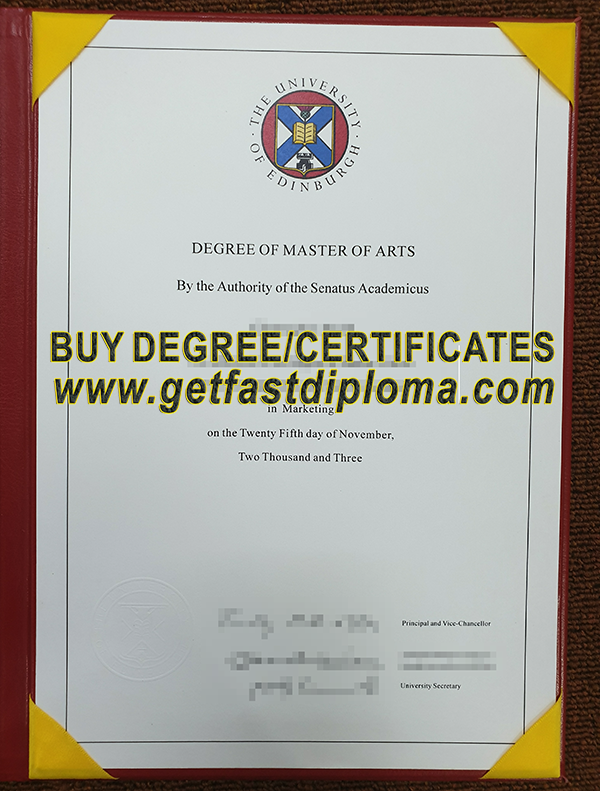 THE UNIVERSITY
OF EDINBURGH
DEGREE OF MASTER OF ARTS
By the Authority of the Senatus Academicus
BUY DEGREE/CERTIFICATES
www.getfastdiploma.com
in Marketing
on the Twenty Fifth day of November,
Two Thousand and Three
Principal and Vice-Chancellor
University Secretary